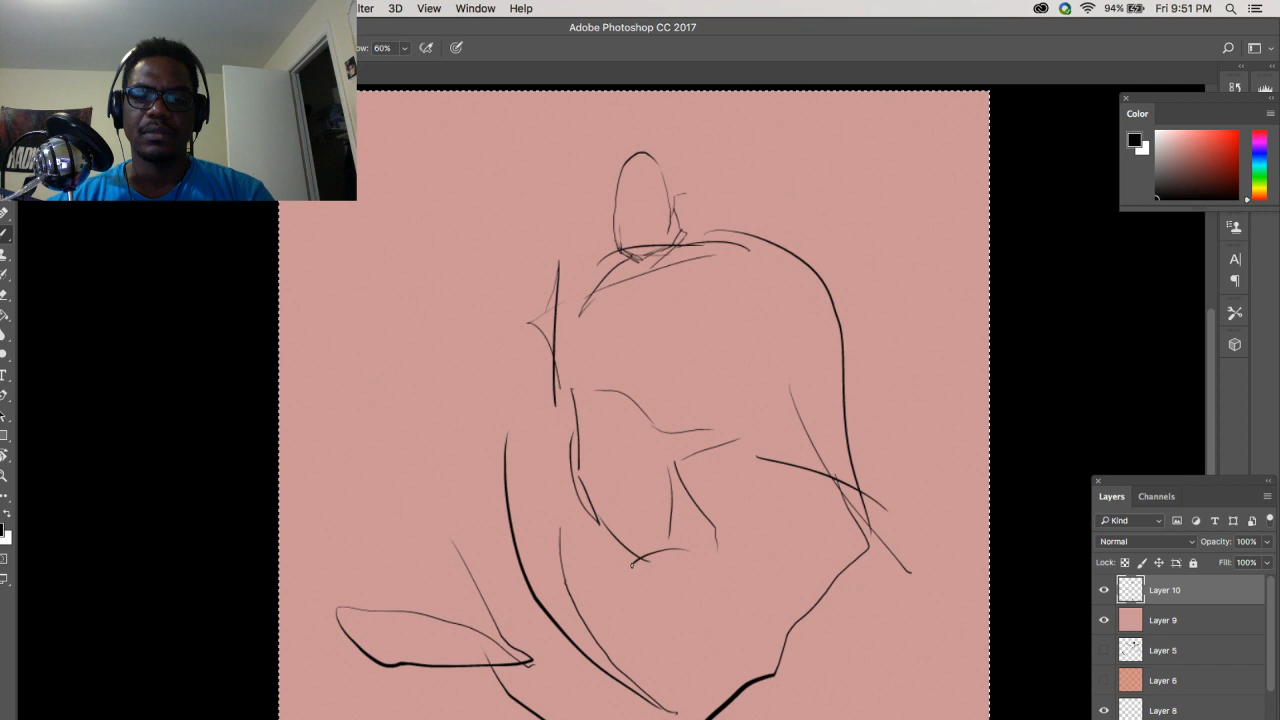 lter 3D View Window Help
94% Fri 9:51 PM
Adobe Photoshop CC 2017
ow: 60%
Color
A
T
Layers Channels
Kind
T
Normal Opacity: 100%
Lock: Fill: 100%
Layer 10
Layer 9
Layer 5
Layer 6
Layer 8